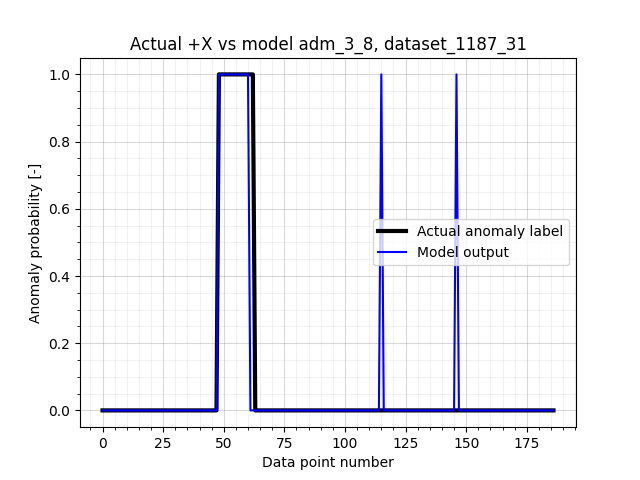 Actual +X vs model adm_3_8, dataset_1187_31
Anomaly probability [-]
1.0
0.8
0.6
0.4
0.2
0.0
Actual anomaly label
Model output
0 25 50 75 100 125 150 175
Data point number